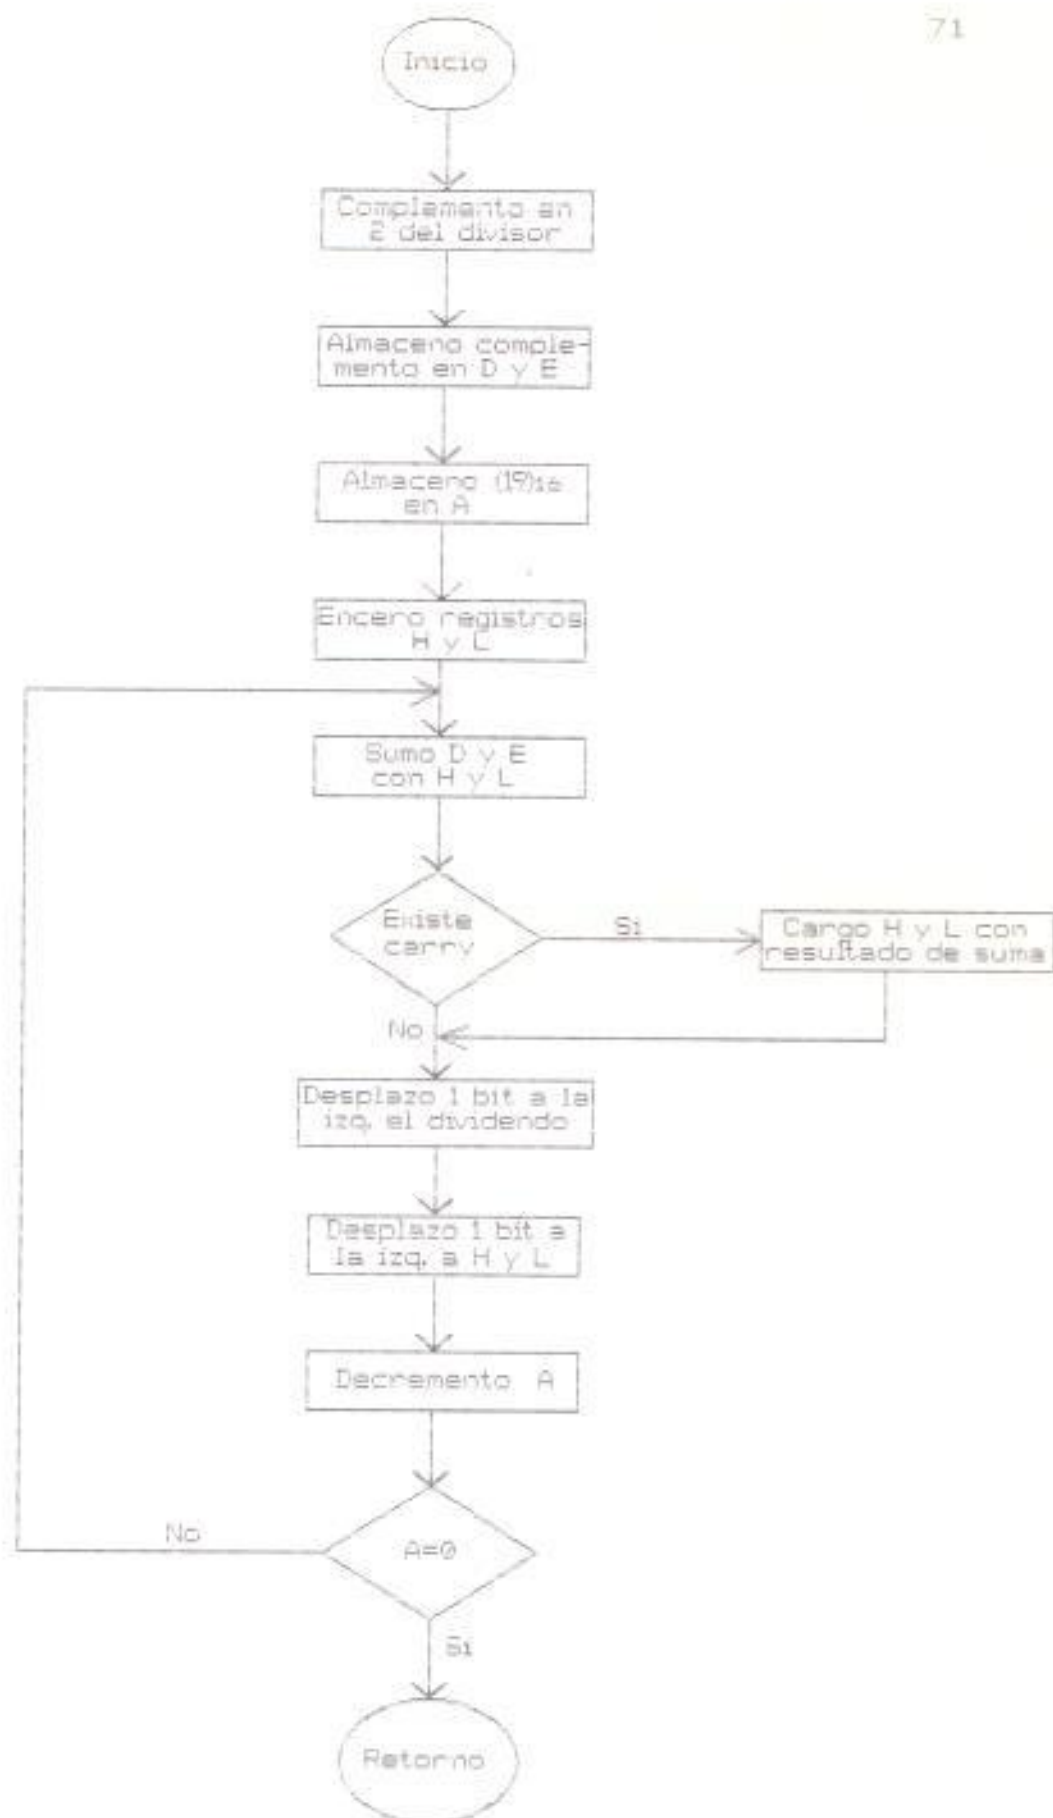 71
Inicio
Complemento en
2 del divisor
Almaceno comple-
mento en D y E
Almaceno (19)16
en A
Encero registros
H y L
Sumo D y E
con H y L
Existe
carry
Si
Cargo H y L con
resultado de suma
No
Desplazo 1 bit a la
izq. el dividendo
Desplazo 1 bit a
la izq. a H y L
Decremento A
No
A=0
Si
Retorno